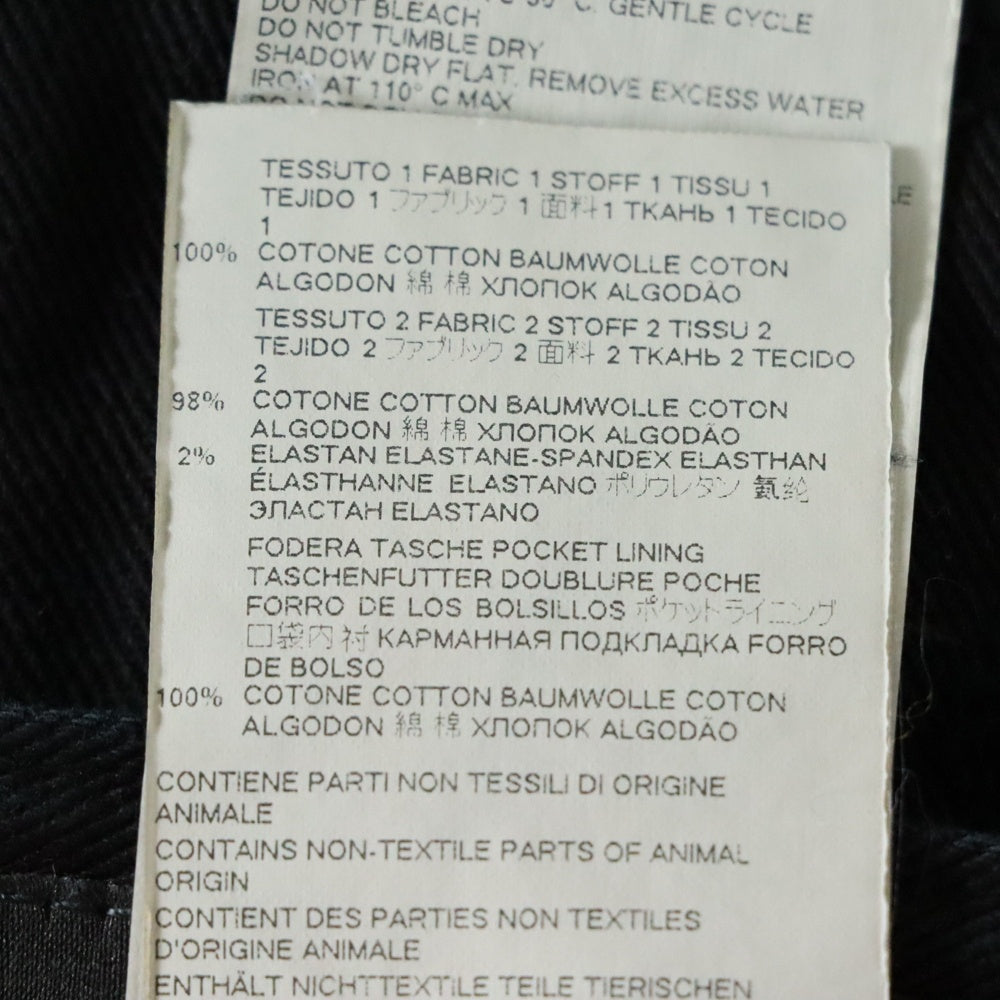 C. GENTLE CYCLE
DO NOT BLEACH
DO NOT TUMBLE DRY
SHADOW DRY FLAT. REMOVE EXCESS WATER
IRON AT 110° C MAX
TESSUTO 1 FABRIC 1 STOFF 1 TISSU 1
TEJIDO 1 ファブリック 1 面料 1 ТКАНЬ 1 TECIDO
1
100% COTONE COTTON BAUMWOLLE COTON
ALGODON 綿 棉 ХЛОПОК ALGODÃO
TESSUTO 2 FABRIC 2 STOFF 2 TISSU 2
TEJIDO 2 ファブリック 2 面料 2 ТКАНЬ 2 TECIDO
2
98% COTONE COTTON BAUMWOLLE COTON
ALGODON 綿 棉 ХЛОПОК ALGODÃO
2% ELASTAN ELASTANE-SPANDEX ELASTHAN
ÉLASTHANNE ELASTANO ポリウレタン 氨纶
ЭЛАСТАН ELASTANO
FODERA TASCHE POCKET LINING
TASCHENFUTTER DOUBLURE POCHE
FORRO DE LOS BOLSILLOS ポケットライニング
口袋内衬 КАРМАННАЯ ПОДКЛАДКА FORRO
DE BOLSO
100% COTONE COTTON BAUMWOLLE COTON
ALGODON 綿 棉 ХЛОПОК ALGODÃO
CONTIENE PARTI NON TESSILI DI ORIGINE
ANIMALE
CONTAINS NON-TEXTILE PARTS OF ANIMAL
ORIGIN
CONTIENT DES PARTIES NON TEXTILES
D'ORIGINE ANIMALE
ENTHÄLT NICHTTEXTILE TEILE TIERISCHEN